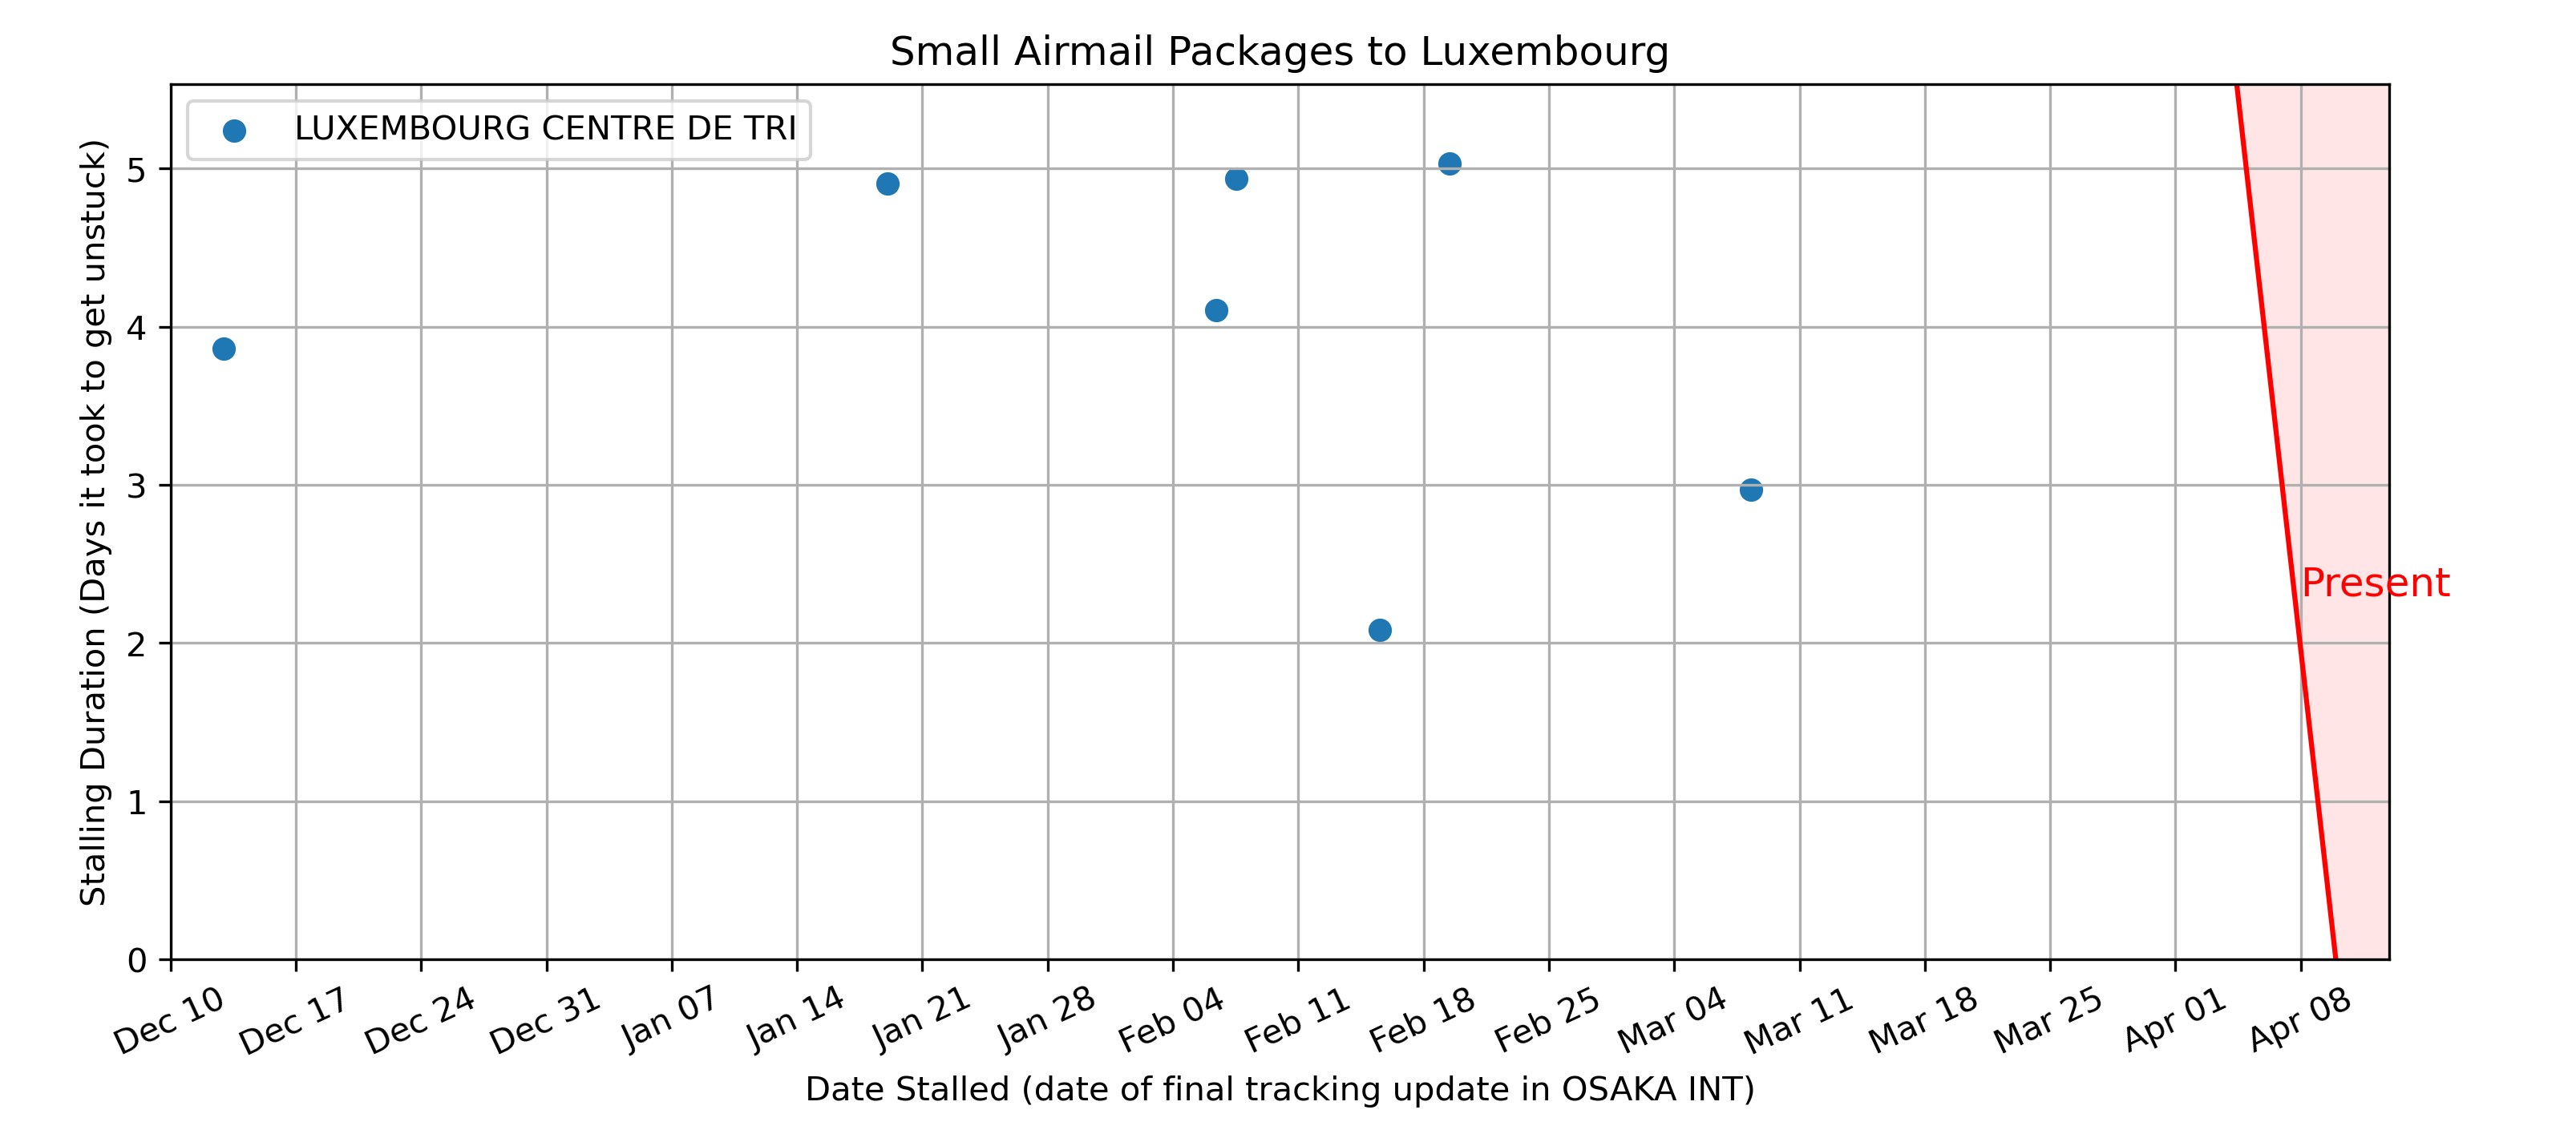 Small Airmail Packages to Luxembourg
LUXEMBOURG CENTRE DE TRI
Stalling Duration (Days it took to get unstuck)
5
4
3
2
1
0
Present
Dec 10
Dec 17
Dec 24
Dec 31
Jan 07
Jan 14
Jan 21
Jan 28
Feb 04
Feb 11
Feb 18
Feb 25
Mar 04
Mar 11
Mar 18
Mar 25
Apr 01
Apr 08
Date Stalled (date of final tracking update in OSAKA INT)